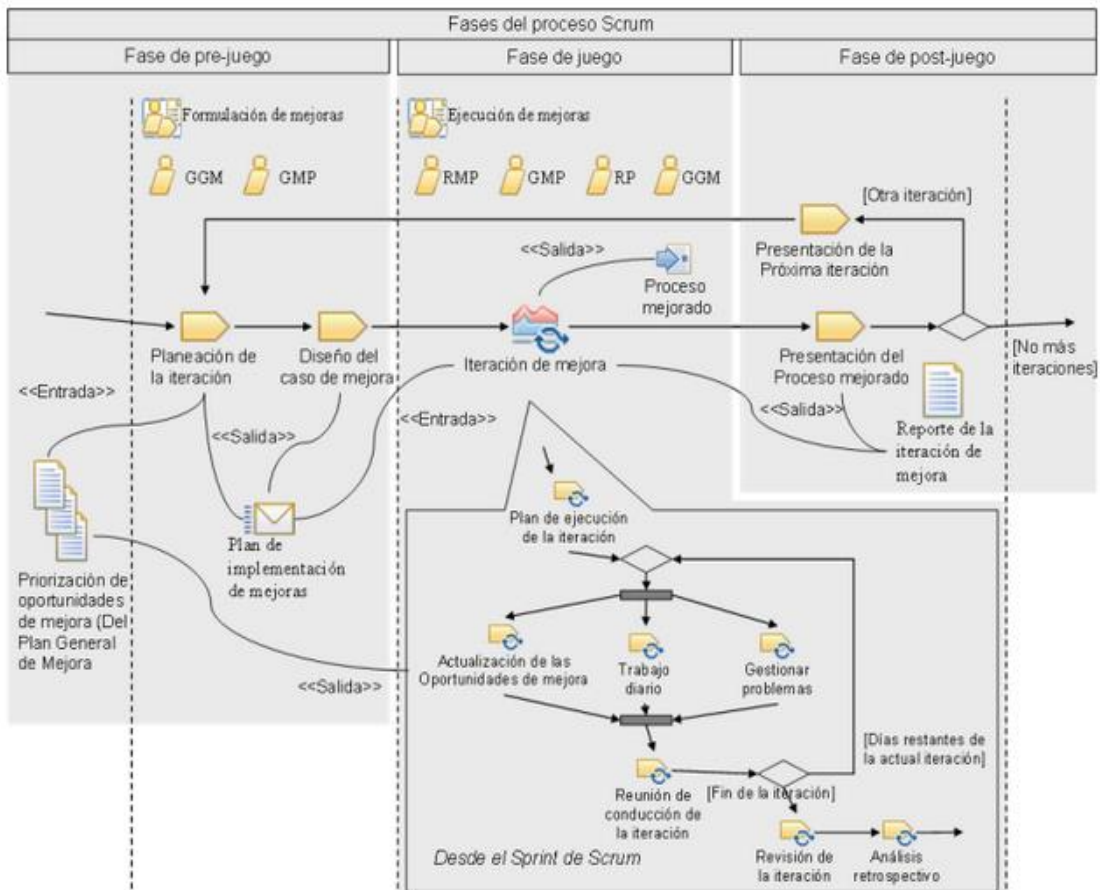 Fases del proceso Scrum
Fase de pre-juego
Fase de juego
Fase de post-juego
Formulación de mejoras
GGM
GMP
Ejecución de mejoras
RMP
GMP
RP
GGM
[Otra iteración]
Presentación de la
Próxima iteración
<<Salida>>
Proceso
mejorado
Planeación de
la iteración
Diseño del
caso de mejora
Iteración de mejora
Presentación del
Proceso mejorado
[No más
iteraciones]
<<Entrada>>
<<Salida>>
<<Entrada>>
<<Salida>>
Reporte de la
iteración de
mejora
Plan de
implementación
de mejoras
Priorización de
oportunidades
de mejora (Del
Plan General
de Mejora
<<Salida>>
Plan de ejecución
de la iteración
Actualización de las
Oportunidades de mejora
Trabajo
diario
Gestionar
problemas
[Días restantes de
la actual iteración]
Reunión de
conducción de
la iteración
[Fin de la iteración]
Revisión de
la iteración
Análisis
retrospectivo
Desde el Sprint de Scrum